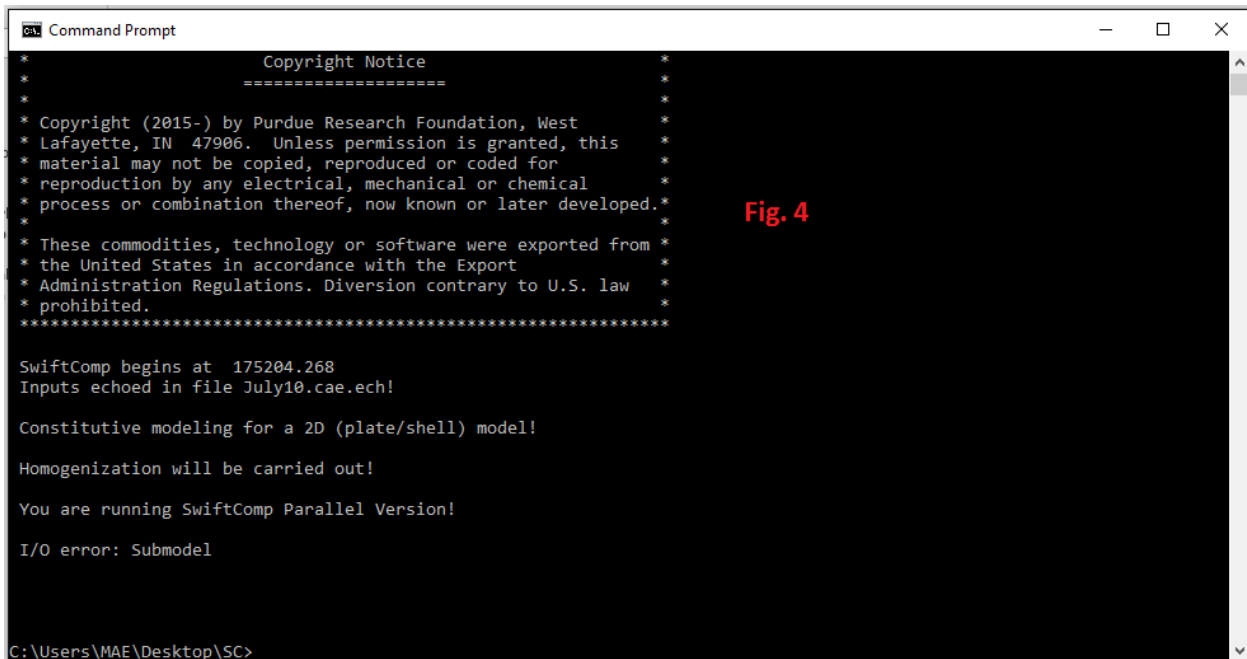 Command Prompt
* Copyright Notice *
* ==================== *
* *
* Copyright (2015-) by Purdue Research Foundation, West *
* Lafayette, IN 47906. Unless permission is granted, this *
* material may not be copied, reproduced or coded for *
* reproduction by any electrical, mechanical or chemical *
* process or combination thereof, now known or later developed.*
* *
* These commodities, technology or software were exported from *
* the United States in accordance with the Export *
* Administration Regulations. Diversion contrary to U.S. law *
* prohibited. *
****************************************************************
Fig. 4
SwiftComp begins at 175204.268
Inputs echoed in file July10.cae.ech!
Constitutive modeling for a 2D (plate/shell) model!
Homogenization will be carried out!
You are running SwiftComp Parallel Version!
I/O error: Submodel
C:\Users\MAE\Desktop\SC>